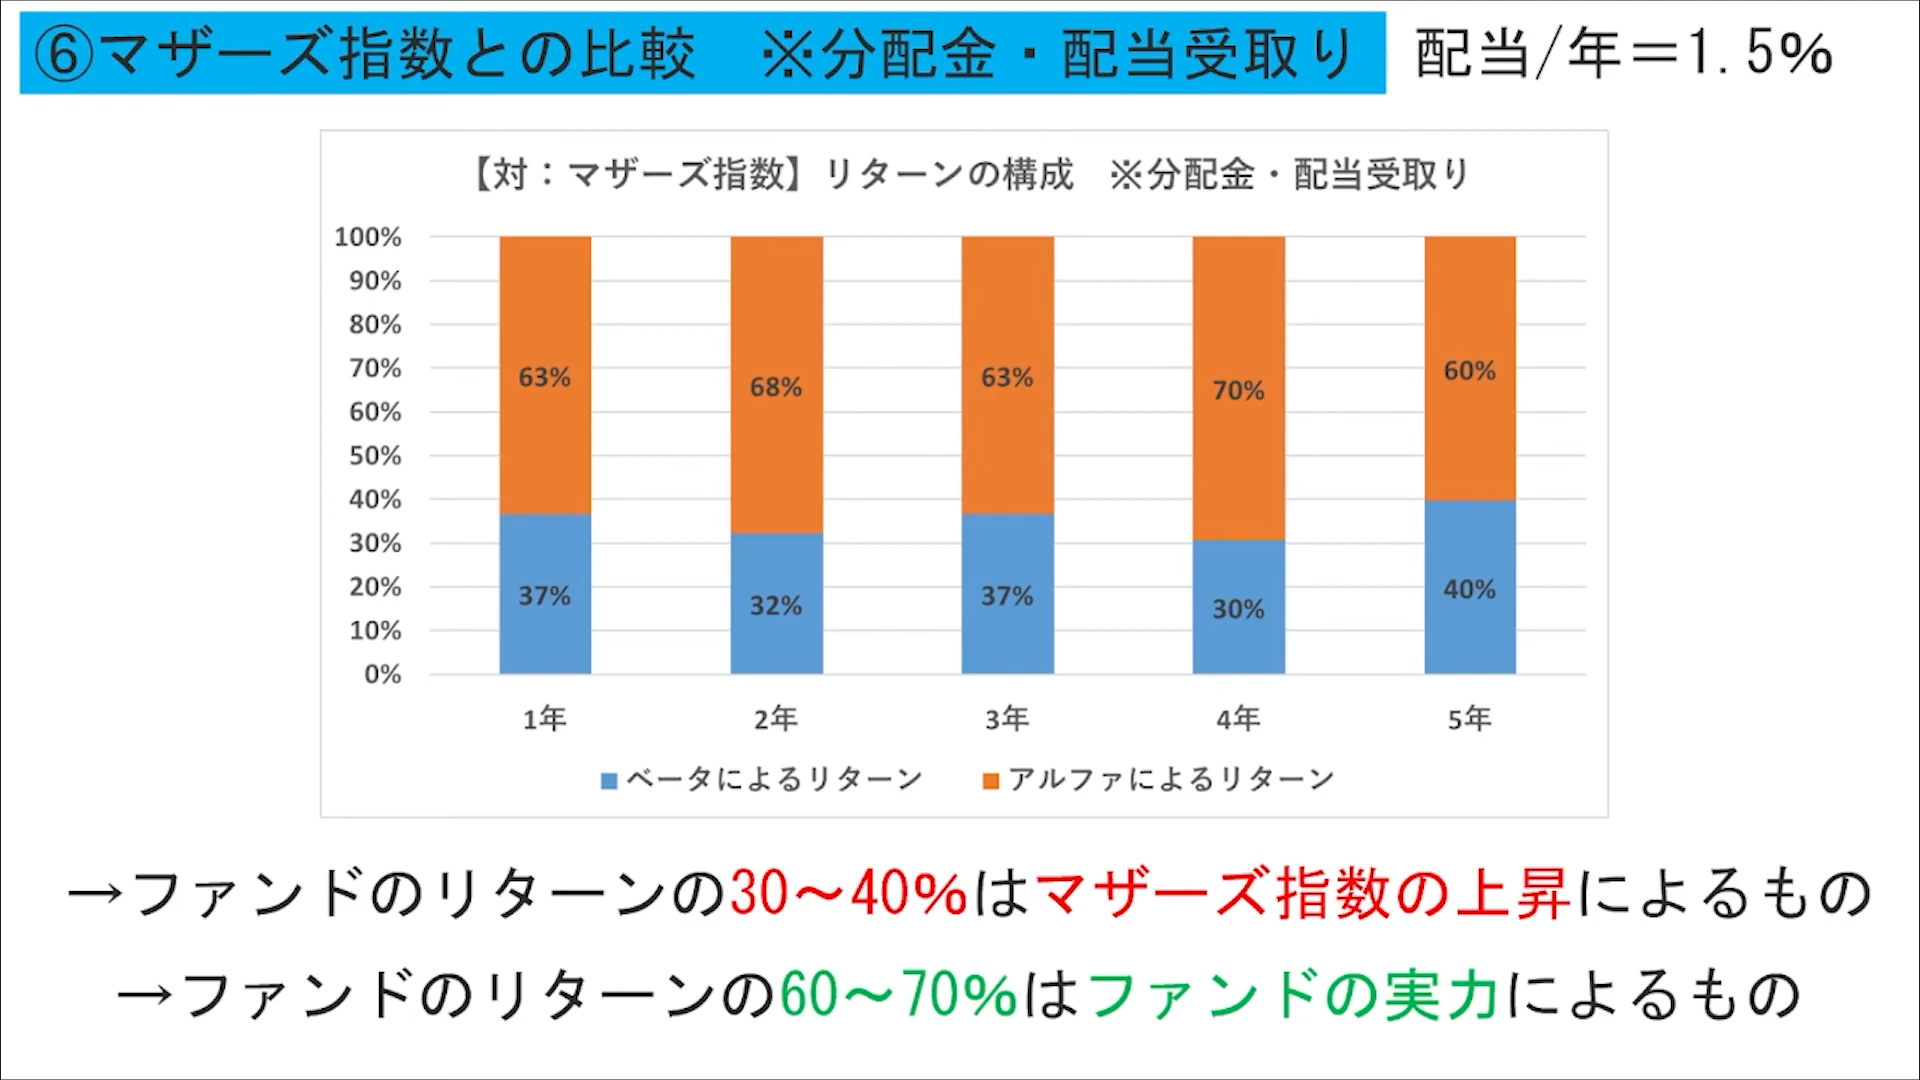 ⑥マザーズ指数との比較　※分配金・配当受取り 配当/年＝1.5%
【対：マザーズ指数】リターンの構成　※分配金・配当受取り
100%
90%
80%
70%
60%
50%
40%
30%
20%
10%
0%
63% 68% 63% 70% 60%
37% 32% 37% 30% 40%
1年 2年 3年 4年 5年
ベータによるリターン アルファによるリターン
→ファンドのリターンの30～40%はマザーズ指数の上昇によるもの
→ファンドのリターンの60～70%はファンドの実力によるもの